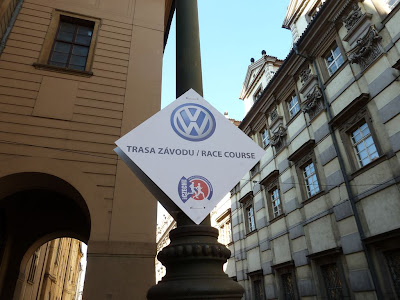 VW
TRASA ZÁVODU / RACE COURSE